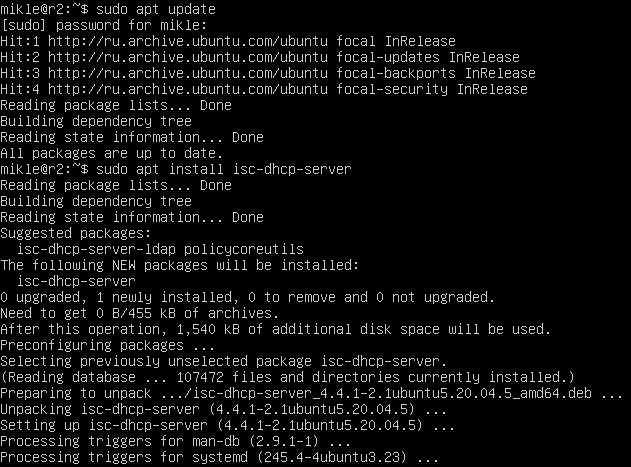 mikle@r2:~$ sudo apt update
[sudo] password for mikle:
Hit:1 http://ru.archive.ubuntu.com/ubuntu focal InRelease
Hit:2 http://ru.archive.ubuntu.com/ubuntu focal-updates InRelease
Hit:3 http://ru.archive.ubuntu.com/ubuntu focal-backports InRelease
Hit:4 http://ru.archive.ubuntu.com/ubuntu focal-security InRelease
Reading package lists... Done
Building dependency tree
Reading state information... Done
All packages are up to date.
mikle@r2:~$ sudo apt install isc-dhcp-server
Reading package lists... Done
Building dependency tree
Reading state information... Done
Suggested packages:
  isc-dhcp-server-ldap policycoreutils
The following NEW packages will be installed:
  isc-dhcp-server
0 upgraded, 1 newly installed, 0 to remove and 0 not upgraded.
Need to get 0 B/455 kB of archives.
After this operation, 1,540 kB of additional disk space will be used.
Preconfiguring packages ...
Selecting previously unselected package isc-dhcp-server.
(Reading database ... 107472 files and directories currently installed.)
Preparing to unpack .../isc-dhcp-server_4.4.1-2.1ubuntu5.20.04.5_amd64.deb ...
Unpacking isc-dhcp-server (4.4.1-2.1ubuntu5.20.04.5) ...
Setting up isc-dhcp-server (4.4.1-2.1ubuntu5.20.04.5) ...
Processing triggers for man-db (2.9.1-1) ...
Processing triggers for systemd (245.4-4ubuntu3.23) ...